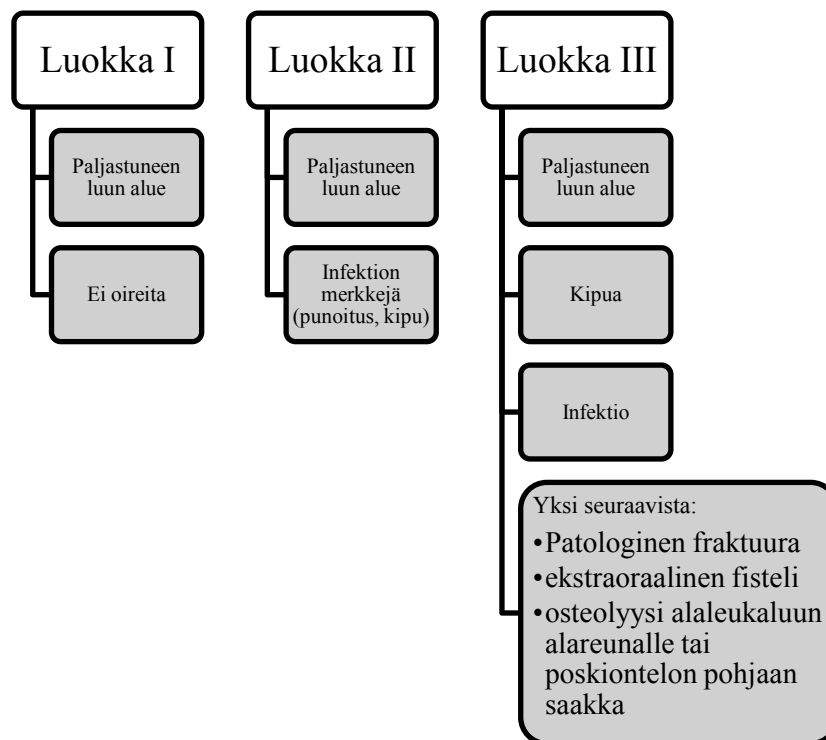 Luokka I
Paljastuneen
luun alue
Ei oireita
Luokka II
Paljastuneen
luun alue
Infektion
merkkejä
(punoitus, kipu)
Luokka III
Paljastuneen
luun alue
Kipua
Infektio
Yksi seuraavista:
•Patologinen fraktuura
•ekstraoraalinen fisteli
•osteolyysi alaleukaluun
alareunalle tai
poskiontelon pohjaan
saakka